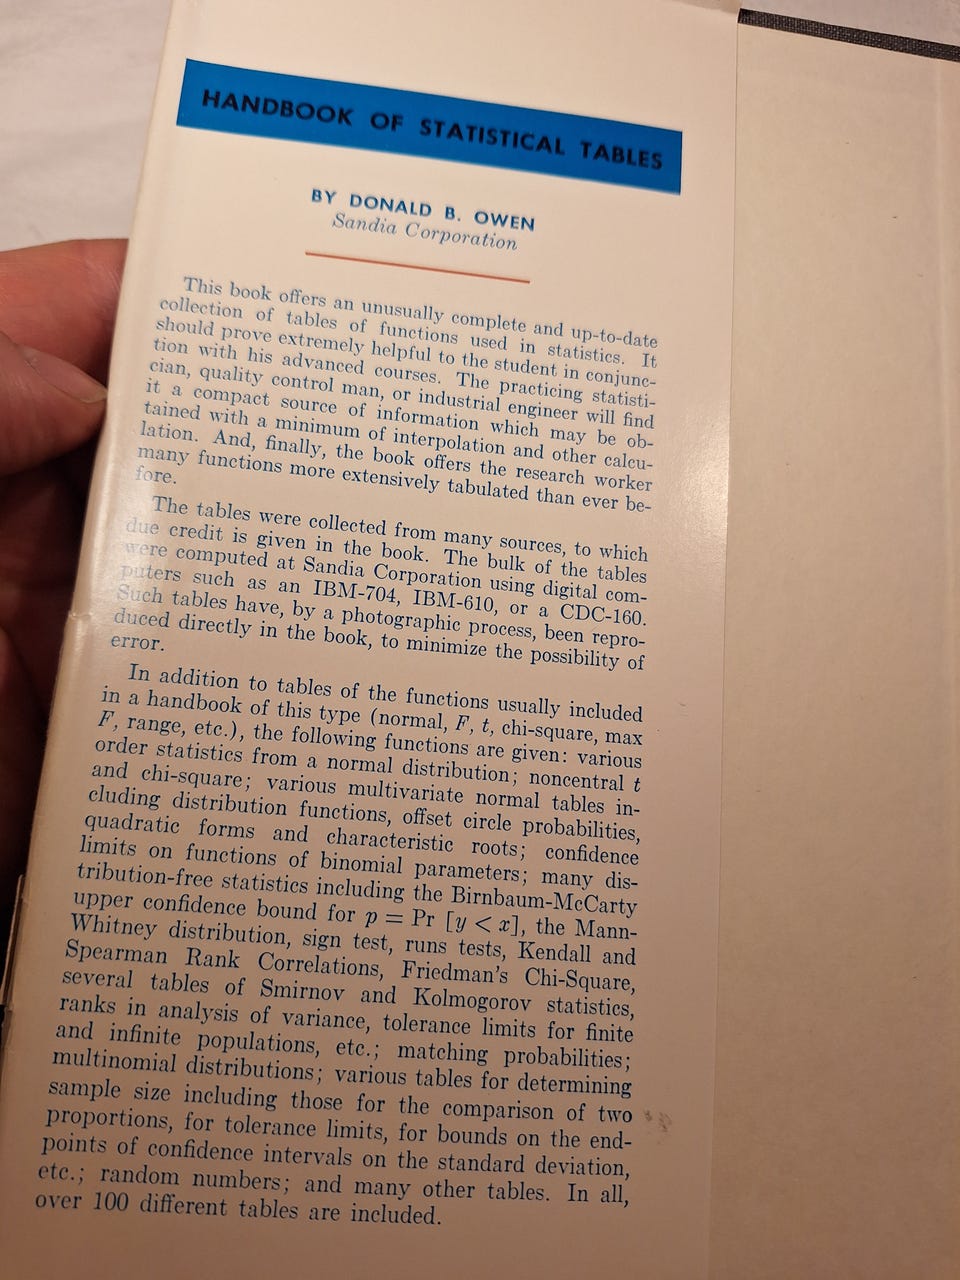 HANDBOOK OF STATISTICAL TABLES
BY DONALD B. OWEN
Sandia Corporation
This book offers an unusually complete and up-to-date
collection of tables of functions used in statistics. It
should prove extremely helpful to the student in conjunc-
tion with his advanced courses. The practicing statisti-
cian, quality control man, or industrial engineer will find
it a compact source of information which may be ob-
tained with a minimum of interpolation and other calcu-
lation. And, finally, the book offers the research worker
many functions more extensively tabulated than ever be-
fore.
The tables were collected from many sources, to which
due credit is given in the book. The bulk of the tables
were computed at Sandia Corporation using digital com-
puters such as an IBM-704, IBM-610, or a CDC-160.
Such tables have, by a photographic process, been repro-
duced directly in the book, to minimize the possibility of
error.
In addition to tables of the functions usually included
in a handbook of this type (normal, F, t, chi-square, max
F, range, etc.), the following functions are given: various
order statistics from a normal distribution; noncentral t
and chi-square; various multivariate normal tables in-
cluding distribution functions, offset circle probabilities,
quadratic forms and characteristic roots; confidence
limits on functions of binomial parameters; many dis-
tribution-free statistics including the Birnbaum-McCarty
upper confidence bound for p = Pr [y < x], the Mann-
Whitney distribution, sign test, runs tests, Kendall and
Spearman Rank Correlations, Friedman's Chi-Square,
several tables of Smirnov and Kolmogorov statistics,
ranks in analysis of variance, tolerance limits for finite
and infinite populations, etc.; matching probabilities;
multinomial distributions; various tables for determining
sample size including those for the comparison of two
proportions, for tolerance limits, for bounds on the end-
points of confidence intervals on the standard deviation,
etc.; random numbers; and many other tables. In all,
over 100 different tables are included.